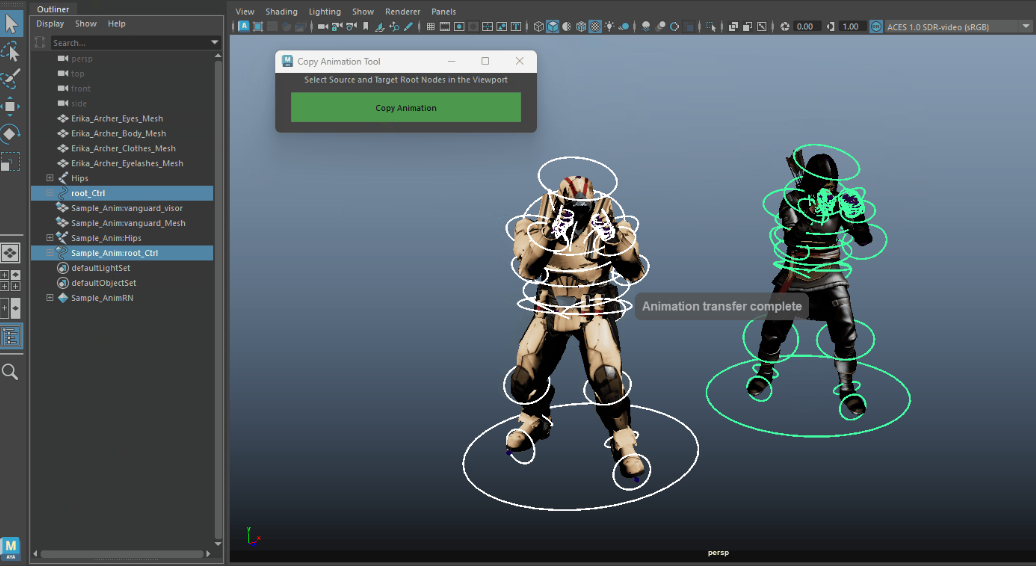 Outliner
Display Show Help
Search...
persp
top
front
side
Erika_Archer_Eyes_Mesh
Erika_Archer_Body_Mesh
Erika_Archer_Clothes_Mesh
Erika_Archer_Eyelashes_Mesh
Hips
root_Ctrl
Sample_Anim:vanguard_visor
Sample_Anim:vanguard_Mesh
Sample_Anim:Hips
Sample_Anim:root_Ctrl
defaultLightSet
defaultObjectSet
Sample_AnimRN
View Shading Lighting Show Renderer Panels
0.00 1.00 ACES 1.0 SDR-video (sRGB)
Copy Animation Tool
Select Source and Target Root Nodes in the Viewport
Copy Animation
Animation transfer complete
persp
y
x
M